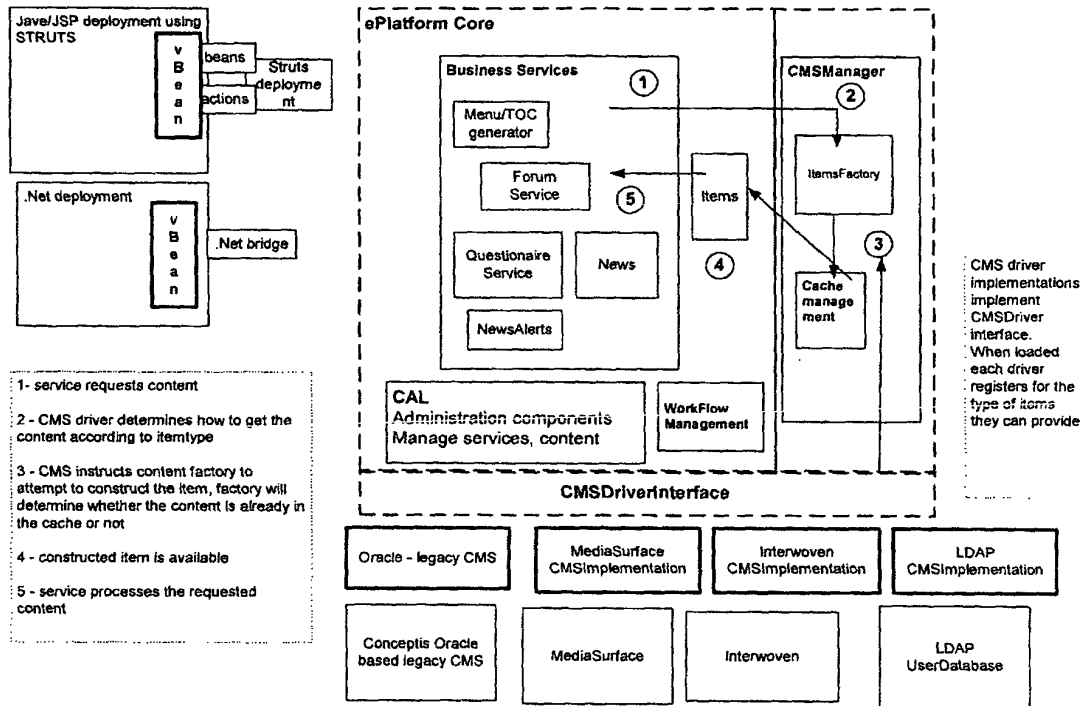 Jave/JSP deployment using
STRUTS
v
B
e
a
n
beans
actions
Struts
deployme
nt
.Net deployment
v
B
e
a
n
.Net bridge
1- service requests content
2 - CMS driver determines how to get the
content according to itemtype
3 - CMS instructs content factory to
attempt to construct the item, factory will
determine whether the content is already in
the cache or not
4 - constructed item is available
5 - service processes the requested
content
ePlatform Core
Business Services
1
Menu/TOC
generator
Forum
Service
5
Questionaire
Service
News
NewsAlerts
Items
4
CMSManager
2
ItemsFactory
3
Cache
manage
ment
CAL
Administration components
Manage services, content
WorkFlow
Management
CMSDriverInterface
CMS driver
implementations
implement
CMSDriver
interface.
When loaded
each driver
registers for the
type of items
they can provide
Oracle - legacy CMS
MediaSurface
CMSImplementation
Interwoven
CMSImplementation
LDAP
CMSImplementation
Conceptis Oracle
based legacy CMS
MediaSurface
Interwoven
LDAP
UserDatabase